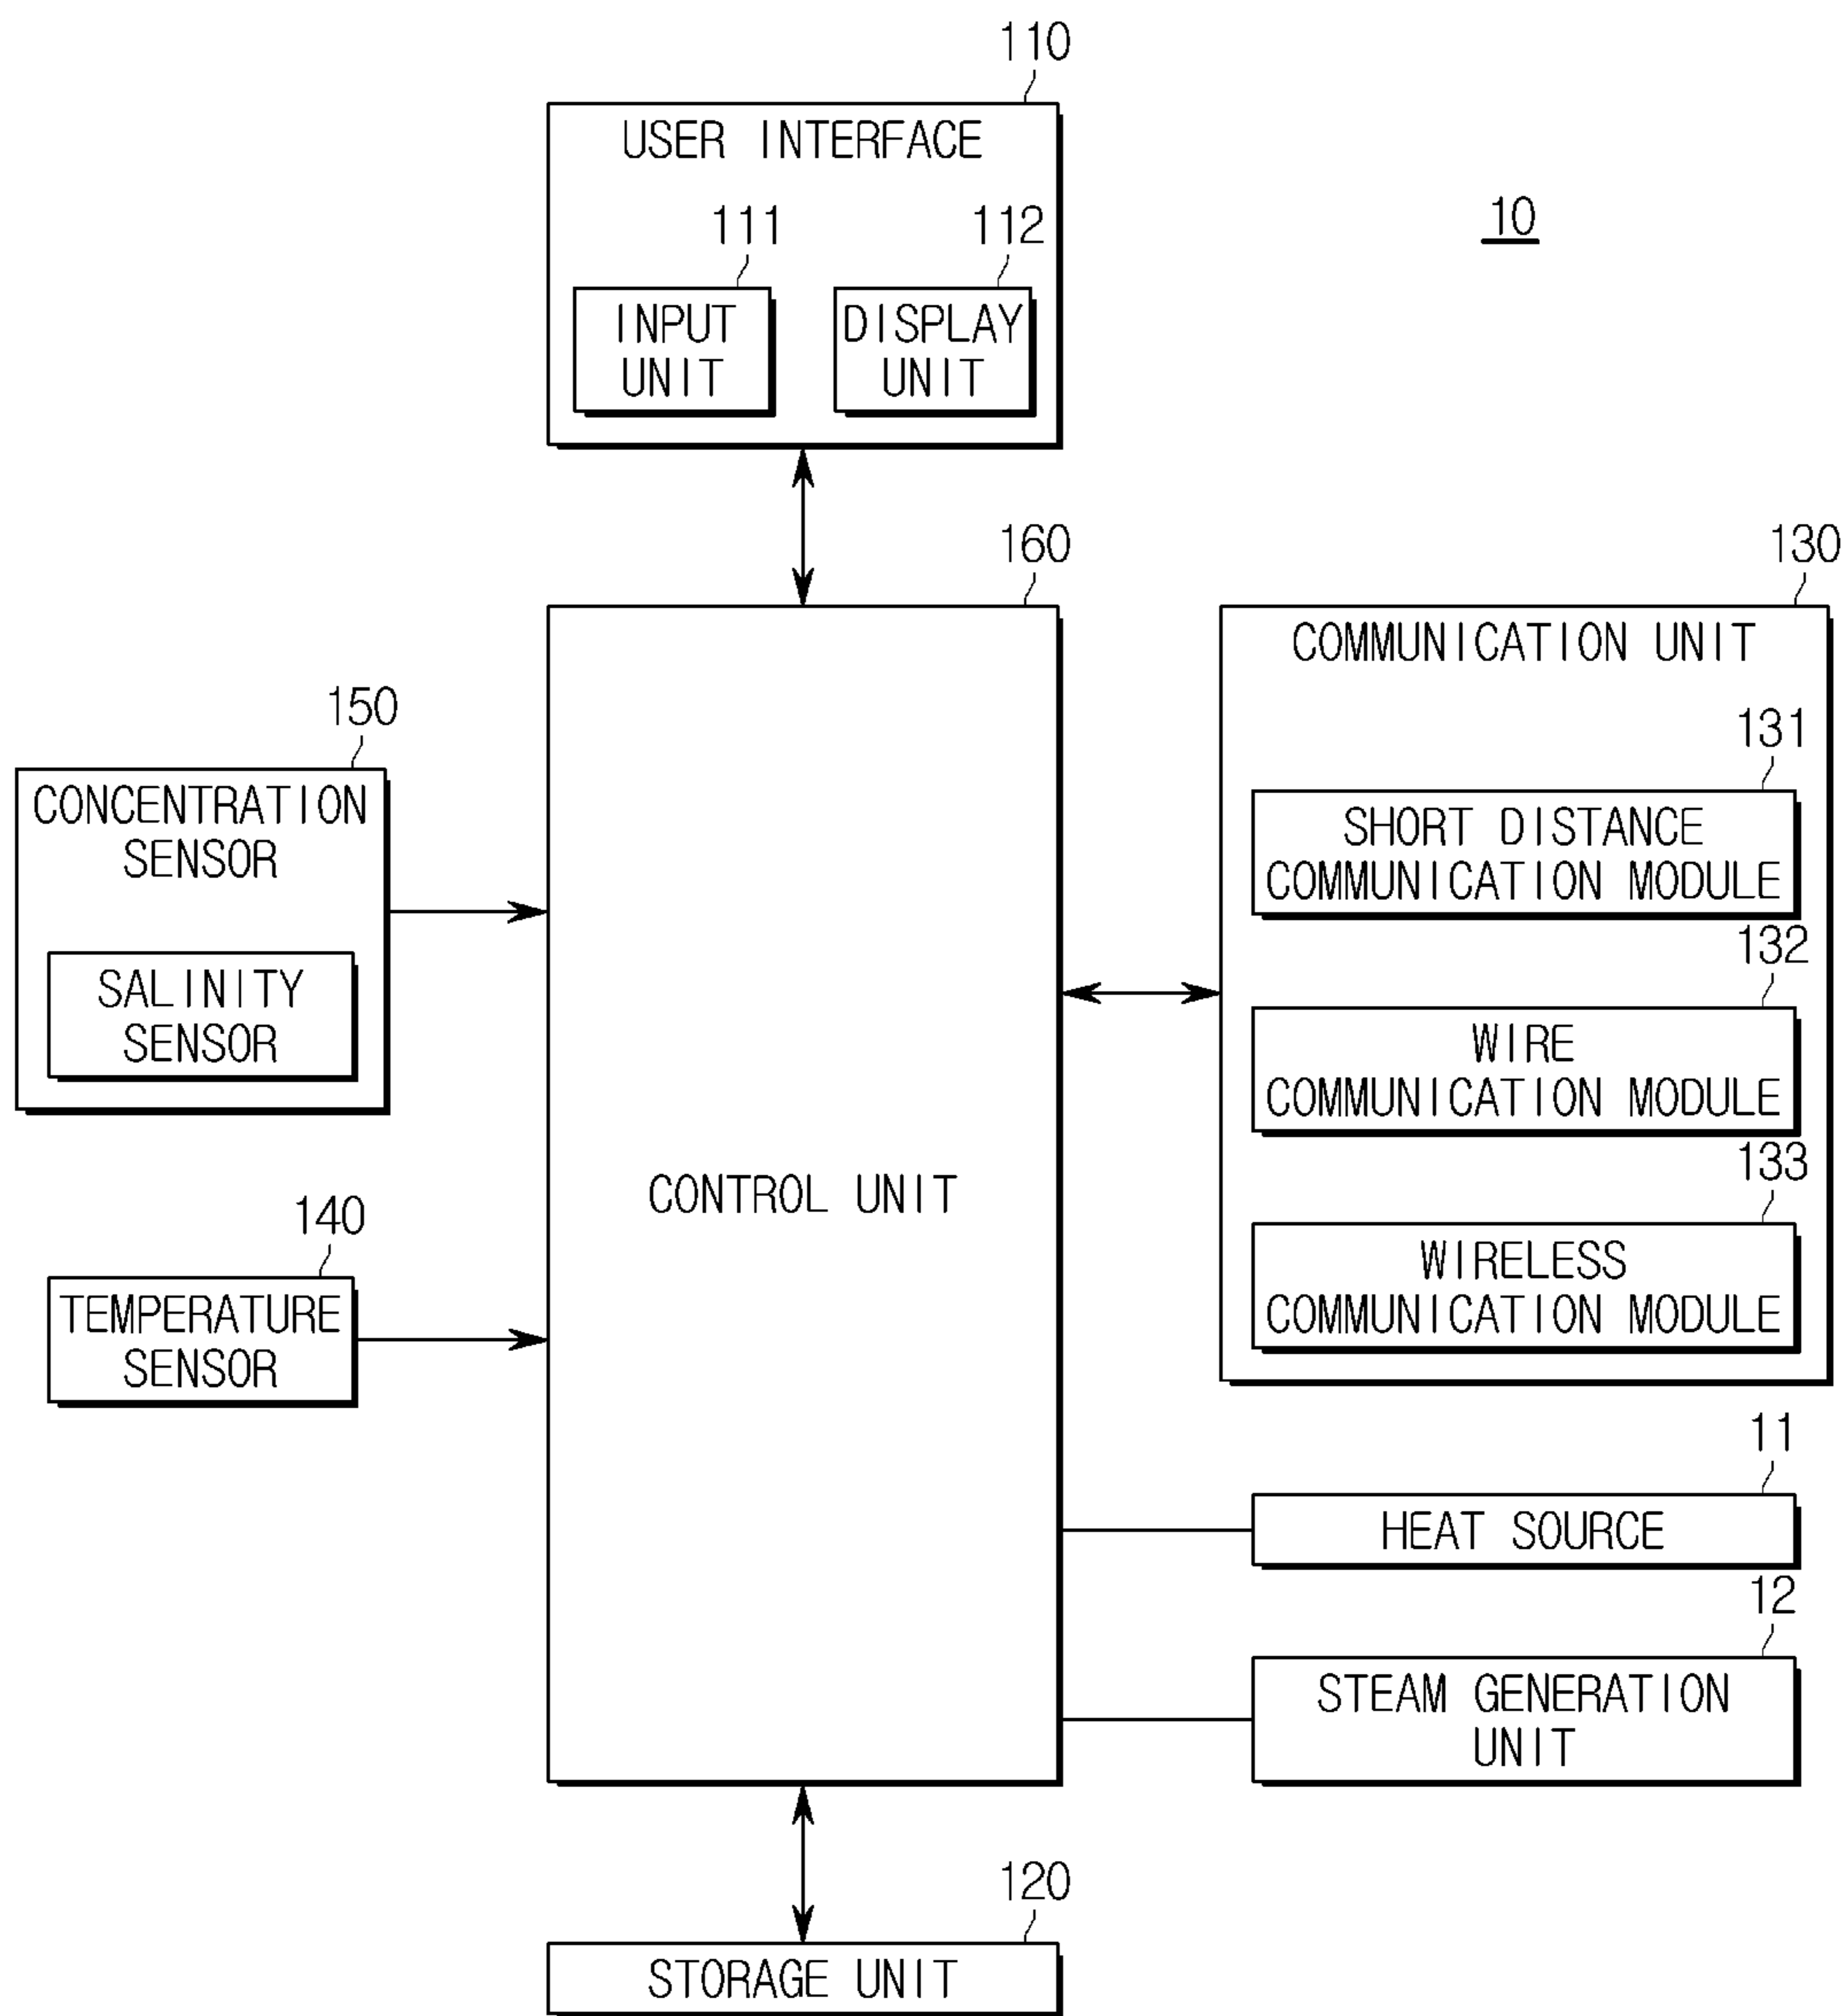 110
USER INTERFACE
10
111
112
INPUT
UNIT
DISPLAY
UNIT
160
130
COMMUNICATION UNIT
150
CONCENTRATION
SENSOR
SALINITY
SENSOR
131
SHORT DISTANCE
COMMUNICATION MODULE
132
WIRE
COMMUNICATION MODULE
CONTROL UNIT
133
WIRELESS
COMMUNICATION MODULE
140
TEMPERATURE
SENSOR
11
HEAT SOURCE
12
STEAM GENERATION
UNIT
120
STORAGE UNIT